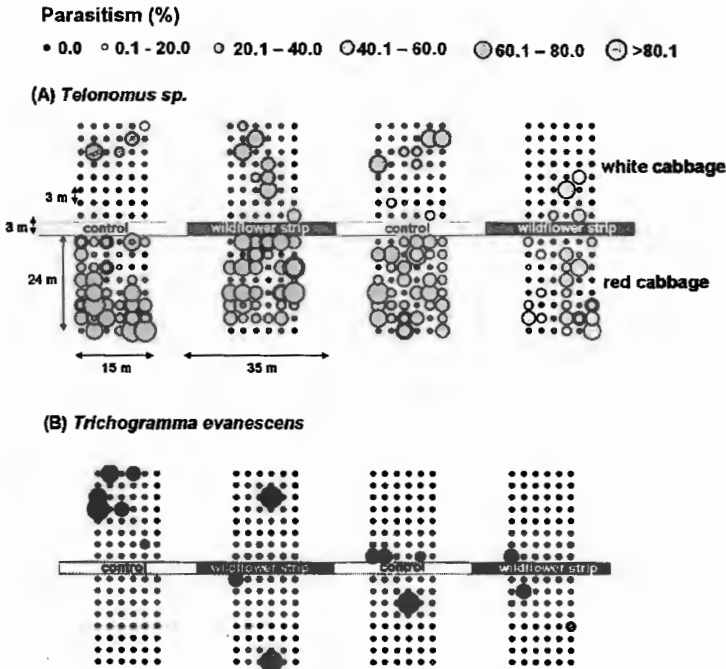 Parasitism (%)
0.0 0.1 - 20.0 20.1 – 40.0 40.1 – 60.0 60.1 – 80.0 >80.1
(A) Telonomus sp.
white cabbage
3 m
3 m control wildflower strip control wildflower strip
24 m
red cabbage
15 m 35 m
(B) Trichogramma evanescens
control wildflower strip control wildflower strip